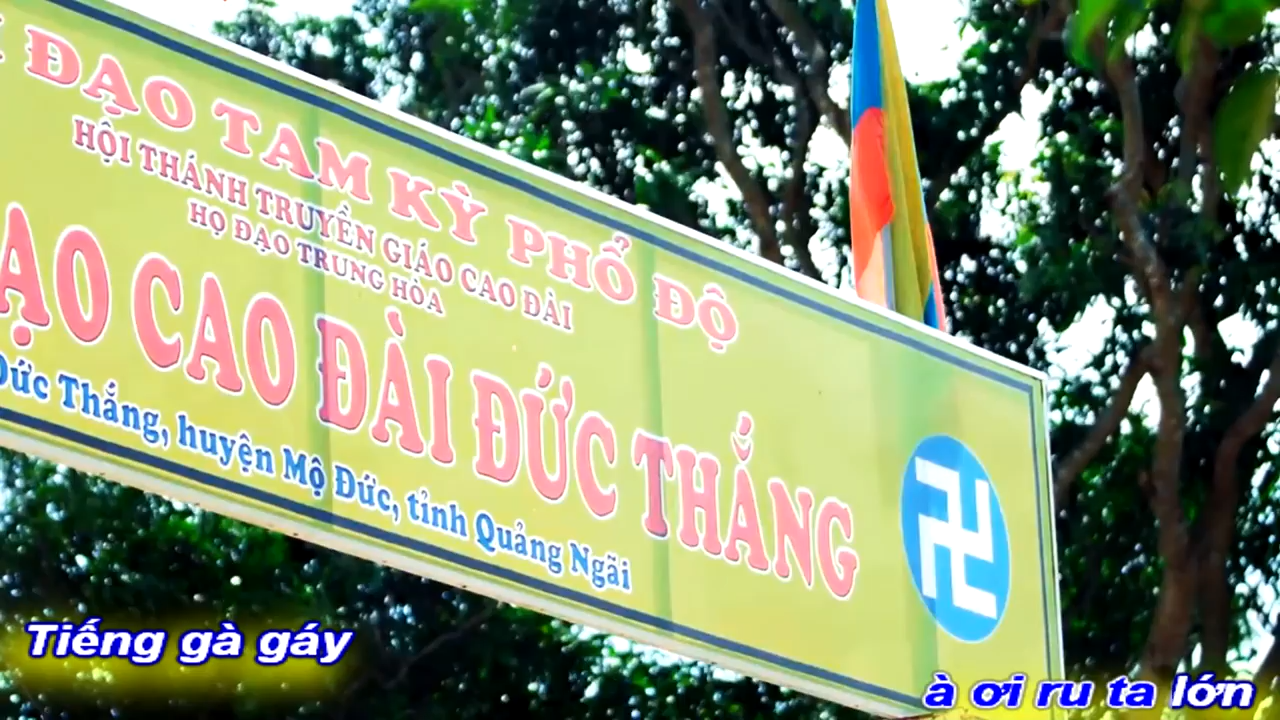 ĐẠO TAM KỲ PHỔ ĐỘ
HỘI THÁNH TRUYỀN GIÁO CAO ĐÀI
HỌ ĐẠO TRUNG HÒA
ẠO CAO ĐÀI ĐỨC THẮNG
Đức Thắng, huyện Mộ Đức, tỉnh Quảng Ngãi
Tiếng gà gáy
à ơi ru ta lớn